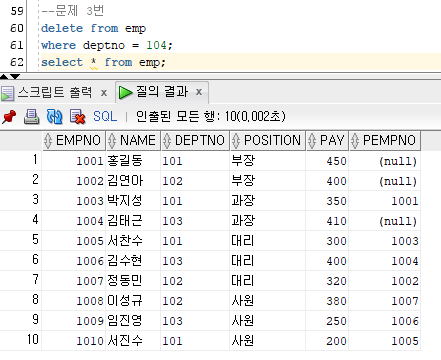 59 --문제 3번
60 delete from emp
61 where deptno = 104;
62 select * from emp;
스크립트 출력 × 질의 결과 ×
SQL | 인출된 모든 행: 10(0,002초)
EMPNO NAME DEPTNO POSITION PAY PEMPNO
1 1001 홍길동 101 부장 450 (null)
2 1002 김연아 102 부장 400 (null)
3 1003 박지성 101 과장 350 1001
4 1004 김태근 103 과장 410 (null)
5 1005 서찬수 101 대리 300 1003
6 1006 김수현 103 대리 400 1004
7 1007 정동민 102 대리 320 1002
8 1008 이성규 102 사원 380 1007
9 1009 임진영 103 사원 250 1006
10 1010 서진수 101 사원 200 1005